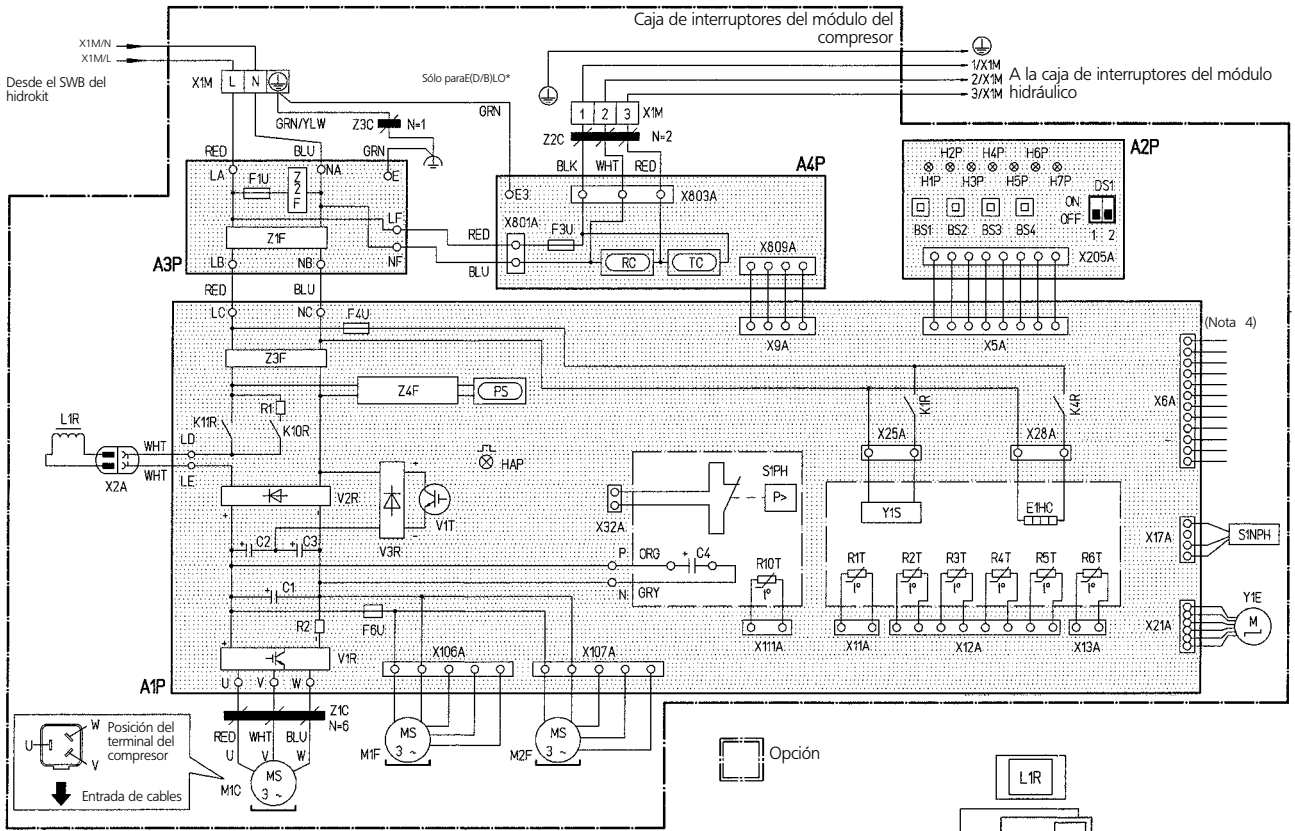 Caja de interruptores del módulo del
compresor
X1M/N
X1M/L
Desde el SWB del
hidrokit
X1M L N
Sólo paraE(D/B)LO*
GRN
1/X1M
2/X1M
3/X1M
A la caja de interruptores del módulo
hidráulico
1 2 3 X1M
GRN/YLW Z3C N=1
Z2C N=2
RED BLU GRN
BLK WHT RED
A4P
A2P
H2P H4P H6P
H1P H3P H5P H7P
DS1
ON
OFF
1 2
BS1 BS2 BS3 BS4
X205A
LA NA E
F1U Z2F
LF
NF
Z1F
A3P
LB NB
E3
X803A
X801A
F3U
RED
BLU
RC TC
X809A
RED BLU
LC NC
F4U
X9A
X5A
(Nota 4)
Z3F
Z4F PS
X6A
K1R
K4R
R1
K11R K10R
L1R
WHT LD
WHT LE
X2A
HAP
X25A X28A
S1PH
P>
X32A
Y1S E1HC
V2R
V1T
V3R
C2 C3
X17A S1NPH
P ORG C4
N GRY
R10T
R1T R2T R3T R4T R5T R6T
tº tº tº tº tº tº tº
C1
R2
F6U
Y1E
M
X21A
X111A X11A X12A X13A
V1R
X106A X107A
A1P
U V W
Z1C
N=6
RED WHT BLU
U V W
M1C
MS
3 ~
M1F
MS
3 ~
M2F
MS
3 ~
U W V
Posición del
terminal del
compresor
Entrada de cables
Opción
L1R